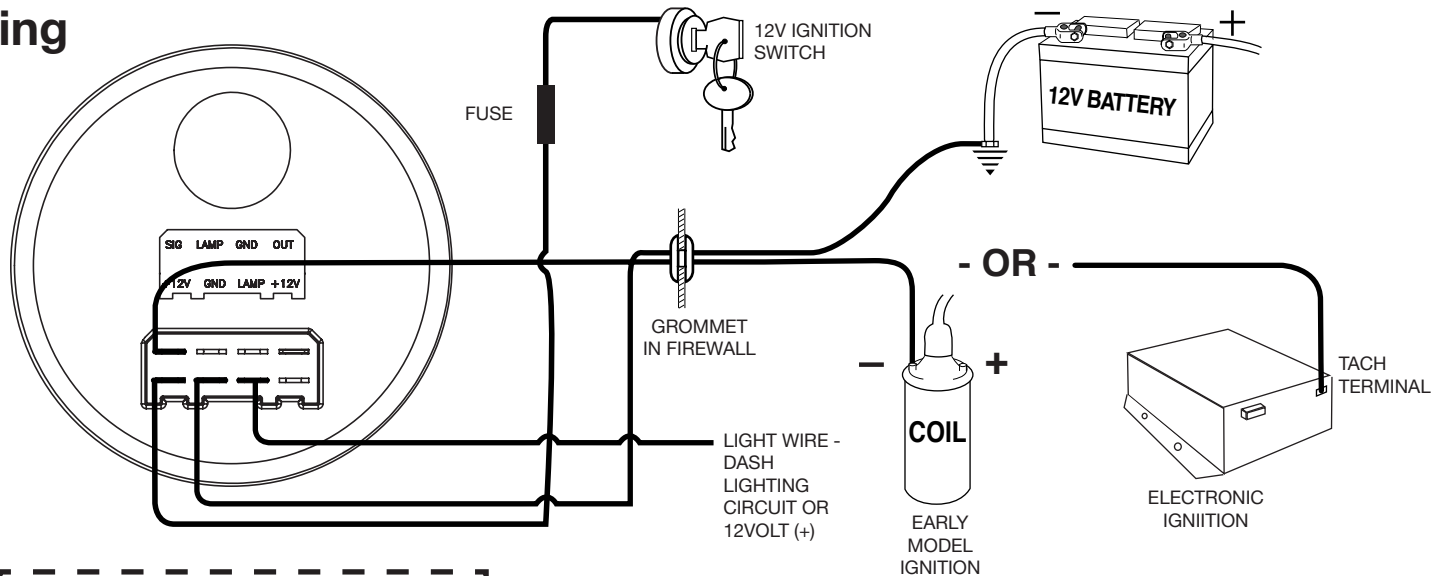 ing
12V IGNITION
SWITCH
FUSE
–
+
12V BATTERY
SIG LAMP GND OUT
+12V GND LAMP +12V
GROMMET
IN FIREWALL
- OR -
–
+
COIL
TACH
TERMINAL
LIGHT WIRE -
DASH
LIGHTING
CIRCUIT OR
12VOLT (+)
EARLY
MODEL
IGNITION
ELECTRONIC
IGNIITION